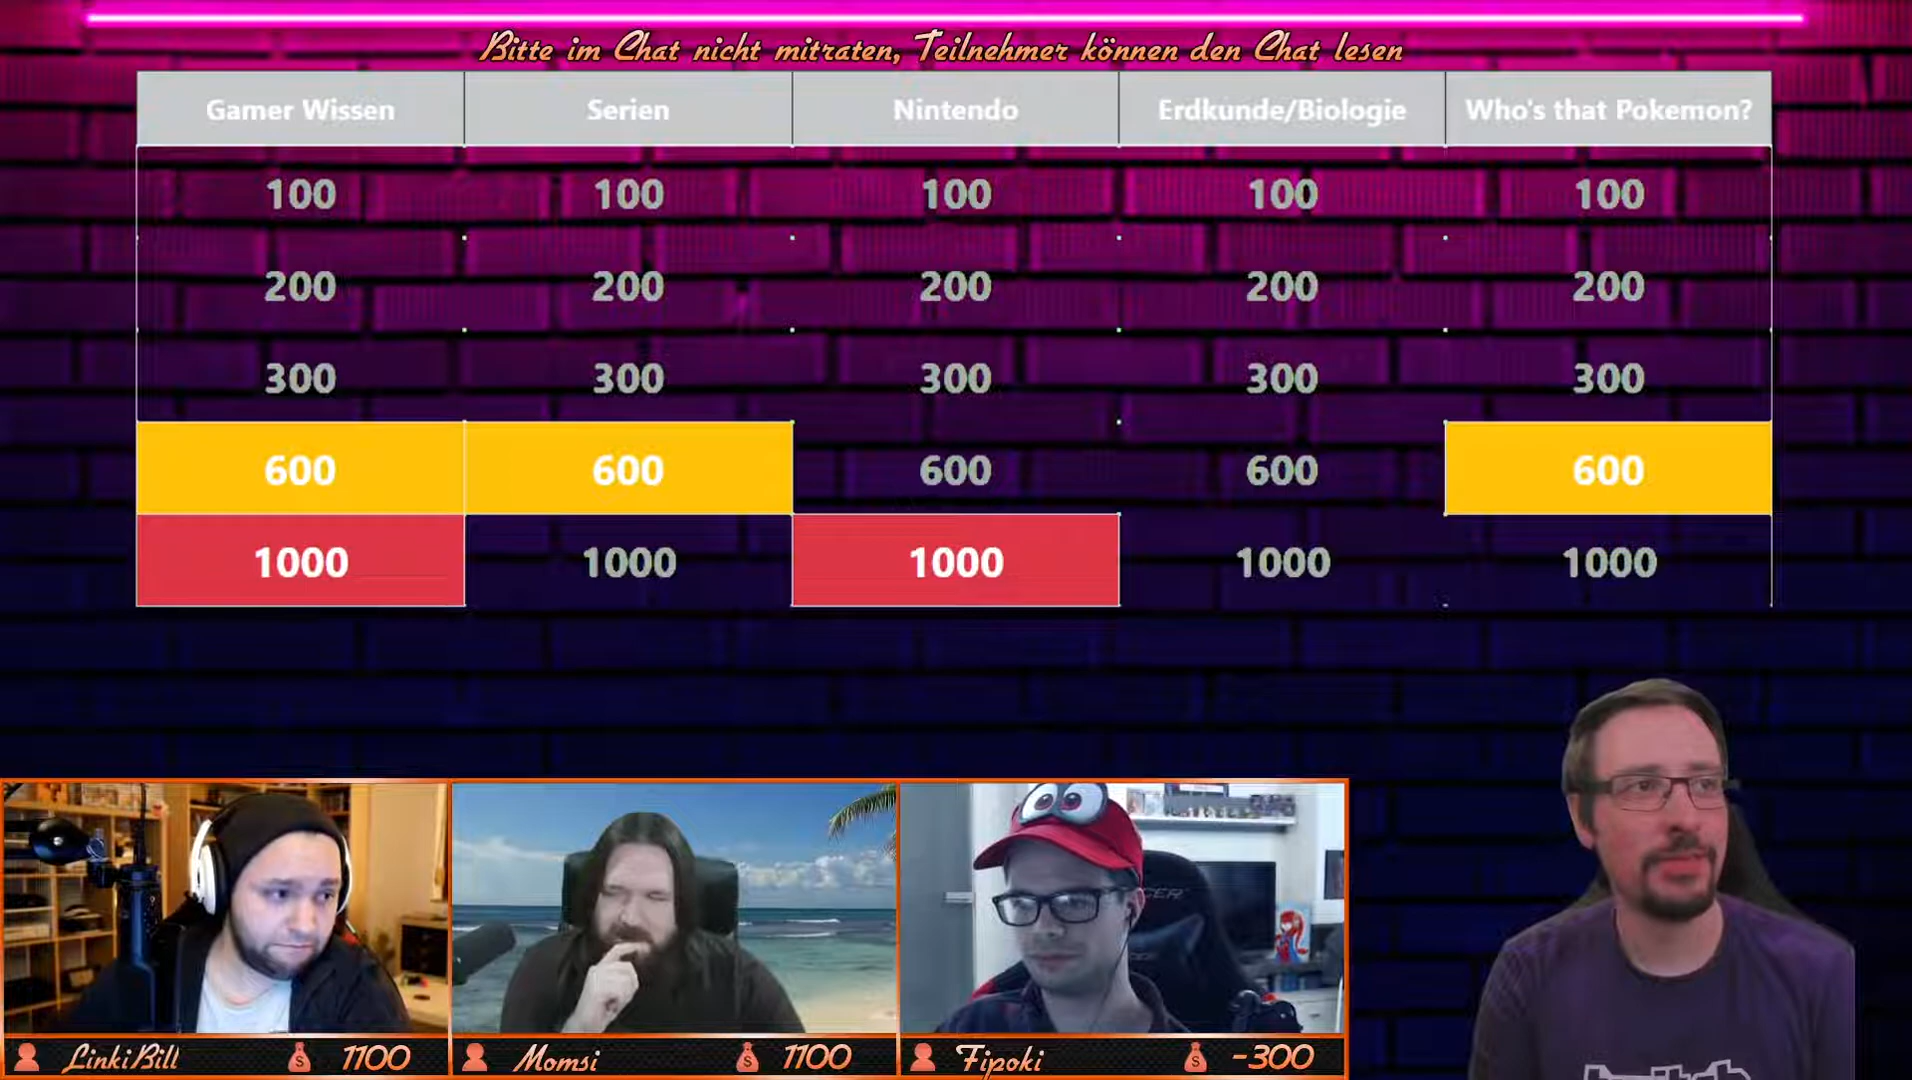 Bitte im Chat nicht mitraten, Teilnehmer können den Chat lesen
Gamer Wissen Serien Nintendo Erdkunde/Biologie Who's that Pokemon?
100 100 100 100 100
200 200 200 200 200
300 300 300 300 300
600 600 600 600 600
1000 1000 1000 1000 1000
LinkiBill $ 1100 Momsi $ 1100 Fipoki $ -300